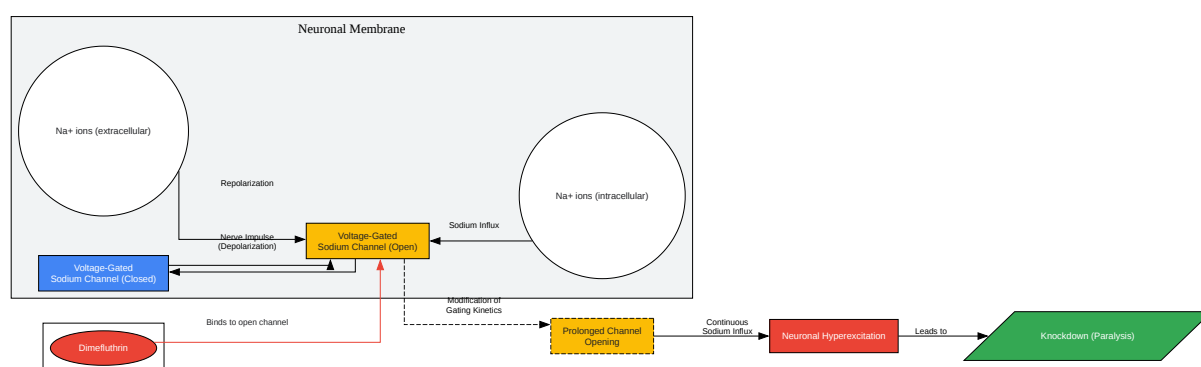 Neuronal Membrane
Na+ ions (extracellular)
Na+ ions (intracellular)
Repolarization
Nerve Impulse
(Depolarization)
Voltage-Gated
Sodium Channel (Open)
Sodium Influx
Voltage-Gated
Sodium Channel (Closed)
Modification of
Gating Kinetics
Binds to open channel
Dimefluthrin
Prolonged Channel
Opening
Continuous
Sodium Influx
Neuronal Hyperexcitation
Leads to
Knockdown (Paralysis)